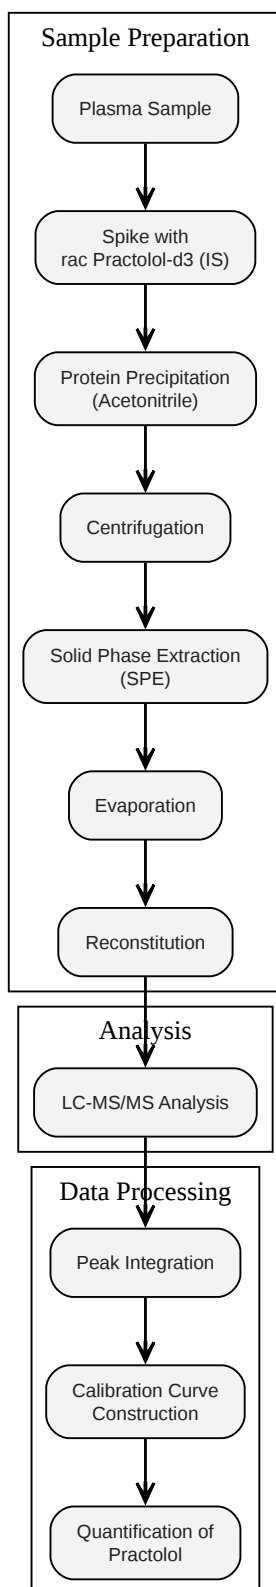 Sample Preparation
Plasma Sample
Spike with
rac Practolol-d3 (IS)
Protein Precipitation
(Acetonitrile)
Centrifugation
Solid Phase Extraction
(SPE)
Evaporation
Reconstitution
Analysis
LC-MS/MS Analysis
Data Processing
Peak Integration
Calibration Curve
Construction
Quantification of
Practolol